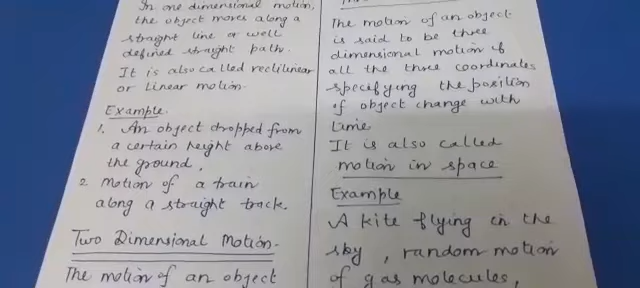 In one dimensional motion,
the object moves along a
straight line or well
defined straight path.
It is also called rectilinear
or linear motion.
Example.
1. An object dropped from
a certain height above
the ground,
2. Motion of a train
along a straight track.
Two Dimensional Motion.
The motion of an object
The motion of an object
is said to be three
dimensional motion if
all the three coordinates
specifying the position
of object change with
time
It is also called
motion in space
Example
A kite flying in the
sky, random motion
of gas molecules,